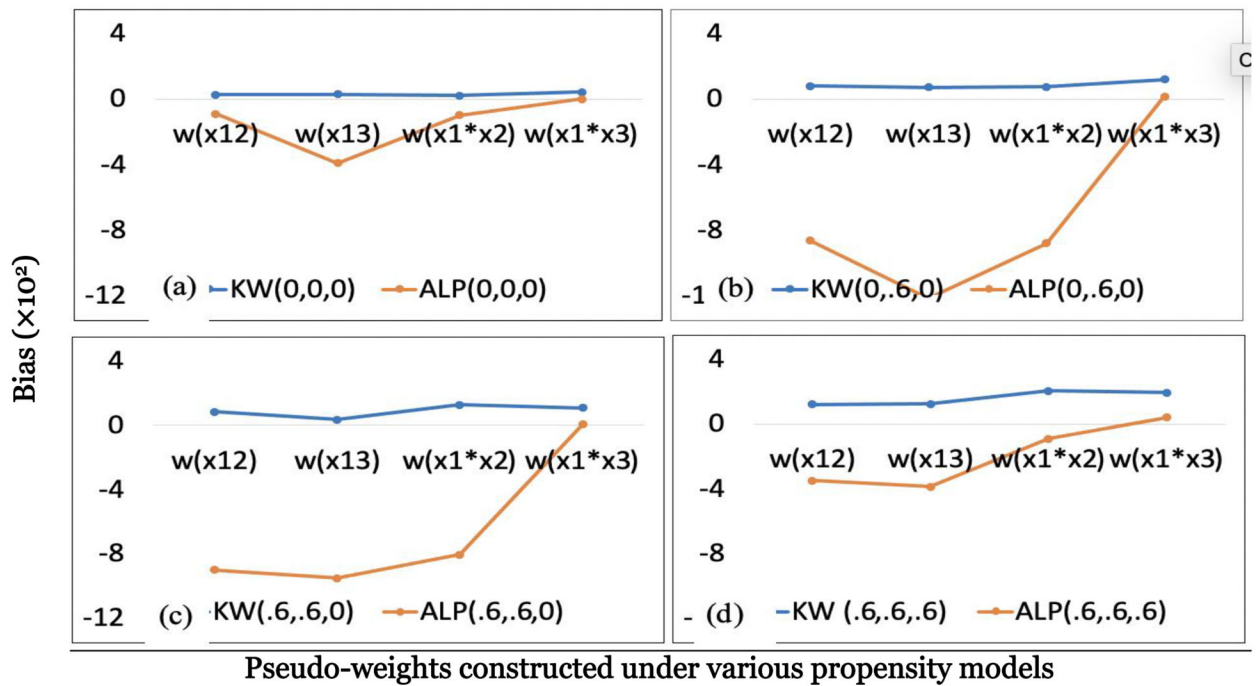 4
0
w(x12) w(x13) w(x1*x2) w(x1*x3)
-4
-8
-12
(a) KW(0,0,0) ALP(0,0,0)
4
0
w(x12) w(x13) w(x1*x2) w(x1*x3)
-4
-8
-1
(b) KW(0,.6,0) ALP(0,.6,0)
C
4
0
w(x12) w(x13) w(x1*x2) w(x1*x3)
-4
-8
-12
(c) KW(.6,.6,0) ALP(.6,.6,0)
4
0
w(x12) w(x13) w(x1*x2) w(x1*x3)
-4
-8
-
(d) KW (.6,.6,.6) ALP(.6,.6,.6)
Bias (×10²)
Pseudo-weights constructed under various propensity models